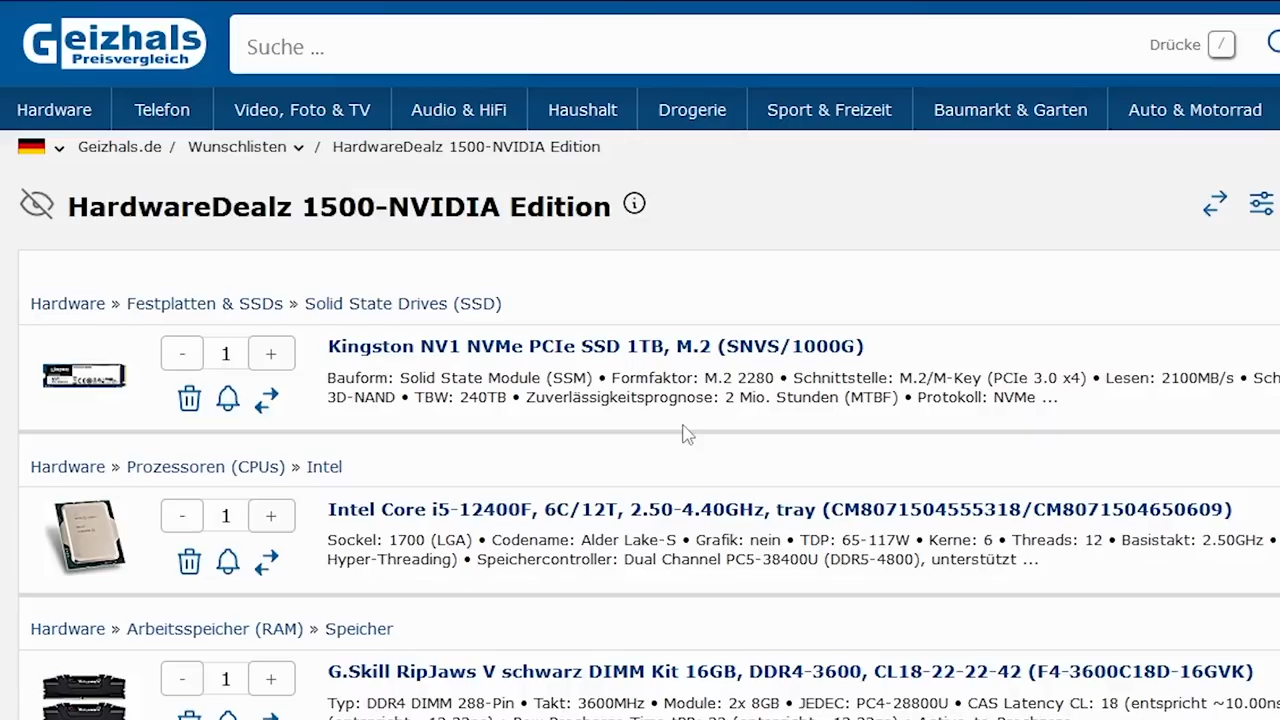 Geizhals
Preisvergleich
Suche ...
Drücke /
Hardware
Telefon
Video, Foto & TV
Audio & HiFi
Haushalt
Drogerie
Sport & Freizeit
Baumarkt & Garten
Auto & Motorrad
Geizhals.de / Wunschlisten / HardwareDealz 1500-NVIDIA Edition
HardwareDealz 1500-NVIDIA Edition
Hardware » Festplatten & SSDs » Solid State Drives (SSD)
- 1 +
Kingston NV1 NVMe PCIe SSD 1TB, M.2 (SNVS/1000G)
Bauform: Solid State Module (SSM) • Formfaktor: M.2 2280 • Schnittstelle: M.2/M-Key (PCIe 3.0 x4) • Lesen: 2100MB/s • Sch
3D-NAND • TBW: 240TB • Zuverlässigkeitsprognose: 2 Mio. Stunden (MTBF) • Protokoll: NVMe ...
Hardware » Prozessoren (CPUs) » Intel
- 1 +
Intel Core i5-12400F, 6C/12T, 2.50-4.40GHz, tray (CM8071504555318/CM8071504650609)
Sockel: 1700 (LGA) • Codename: Alder Lake-S • Grafik: nein • TDP: 65-117W • Kerne: 6 • Threads: 12 • Basistakt: 2.50GHz •
Hyper-Threading) • Speichercontroller: Dual Channel PC5-38400U (DDR5-4800), unterstützt ...
Hardware » Arbeitsspeicher (RAM) » Speicher
- 1 +
G.Skill RipJaws V schwarz DIMM Kit 16GB, DDR4-3600, CL18-22-22-42 (F4-3600C18D-16GVK)
Typ: DDR4 DIMM 288-Pin • Takt: 3600MHz • Module: 2x 8GB • JEDEC: PC4-28800U • CAS Latency CL: 18 (entspricht ~10.00ns